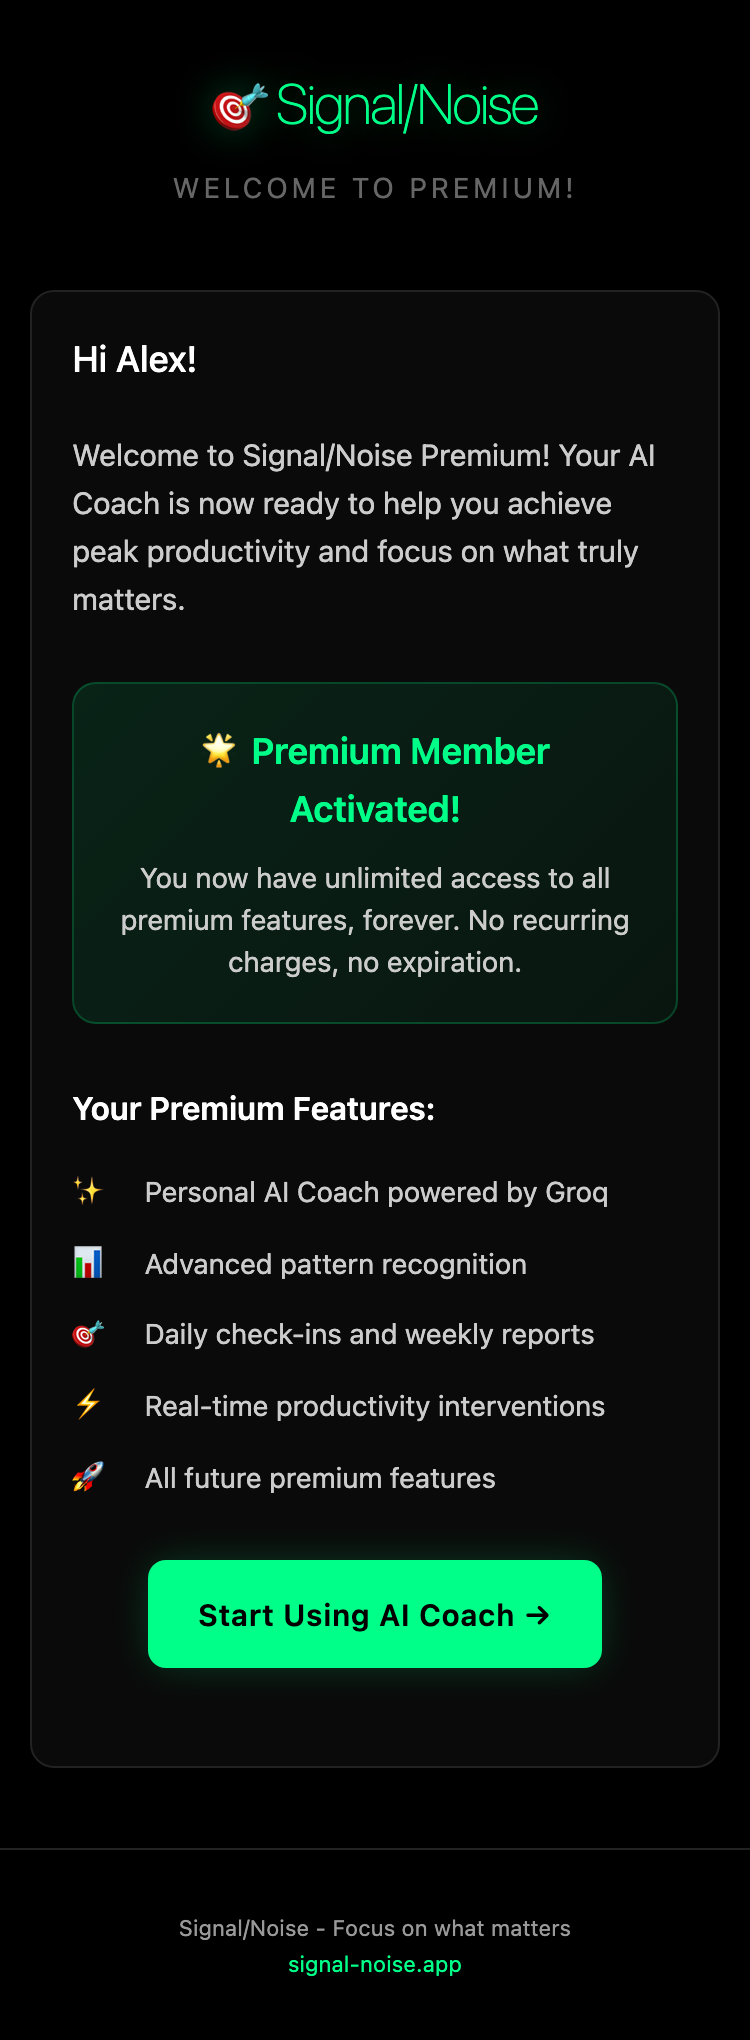 🎯 Signal/Noise
WELCOME TO PREMIUM!
Hi Alex!
Welcome to Signal/Noise Premium! Your AI
Coach is now ready to help you achieve
peak productivity and focus on what truly
matters.
🌟 Premium Member
Activated!
You now have unlimited access to all
premium features, forever. No recurring
charges, no expiration.
Your Premium Features:
✨ Personal AI Coach powered by Groq
📊 Advanced pattern recognition
🎯 Daily check-ins and weekly reports
⚡ Real-time productivity interventions
🚀 All future premium features
Start Using AI Coach →
Signal/Noise - Focus on what matters
signal-noise.app